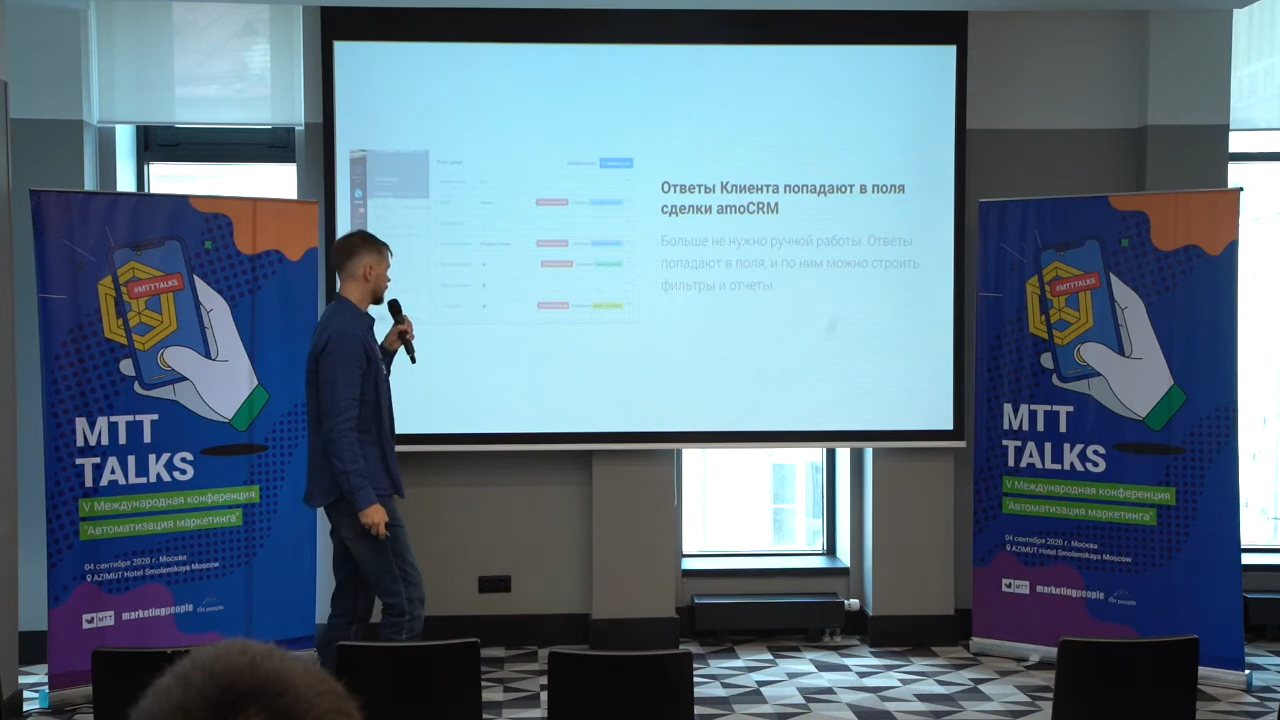 Ответы Клиента попадают в поля
сделки amoCRM
Больше не нужно ручной работы. Ответы
попадают в поля, и по ним можно строить
фильтры и отчеты.
#MTTTALKS
MTT
TALKS
V Международная конференция
"Автоматизация маркетинга"
04 сентября 2020 г. Москва
AZIMUT Hotel Smolenskaya Moscow
MTT
marketingpeople
#MTTTALKS
MTT
TALKS
V Международная конференция
"Автоматизация маркетинга"
04 сентября 2020 г. Москва
AZIMUT Hotel Smolenskaya Moscow
MTT
marketingpeople